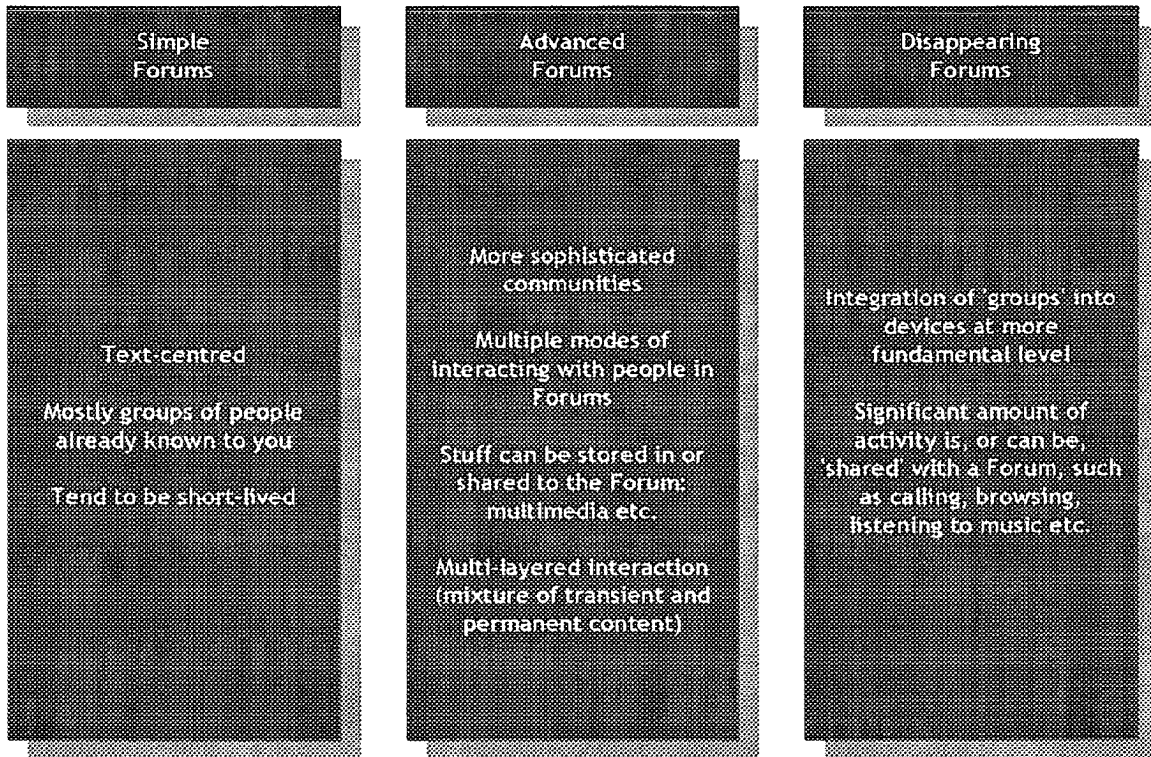 Simple
Forums
Text-centred
Mostly groups of people
already known to you
Tend to be short-lived
Advanced
Forums
More sophisticated
communities
Multiple modes of
interacting with people in
Forums
Stuff can be stored in or
shared to the Forum:
multimedia etc.
Multi-layered interaction
(mixture of transient and
permanent content)
Disappearing
Forums
Integration of 'groups' into
devices at more
fundamental level
Significant amount of
activity is, or can be,
'shared' with a Forum, such
as calling, browsing,
listening to music etc.